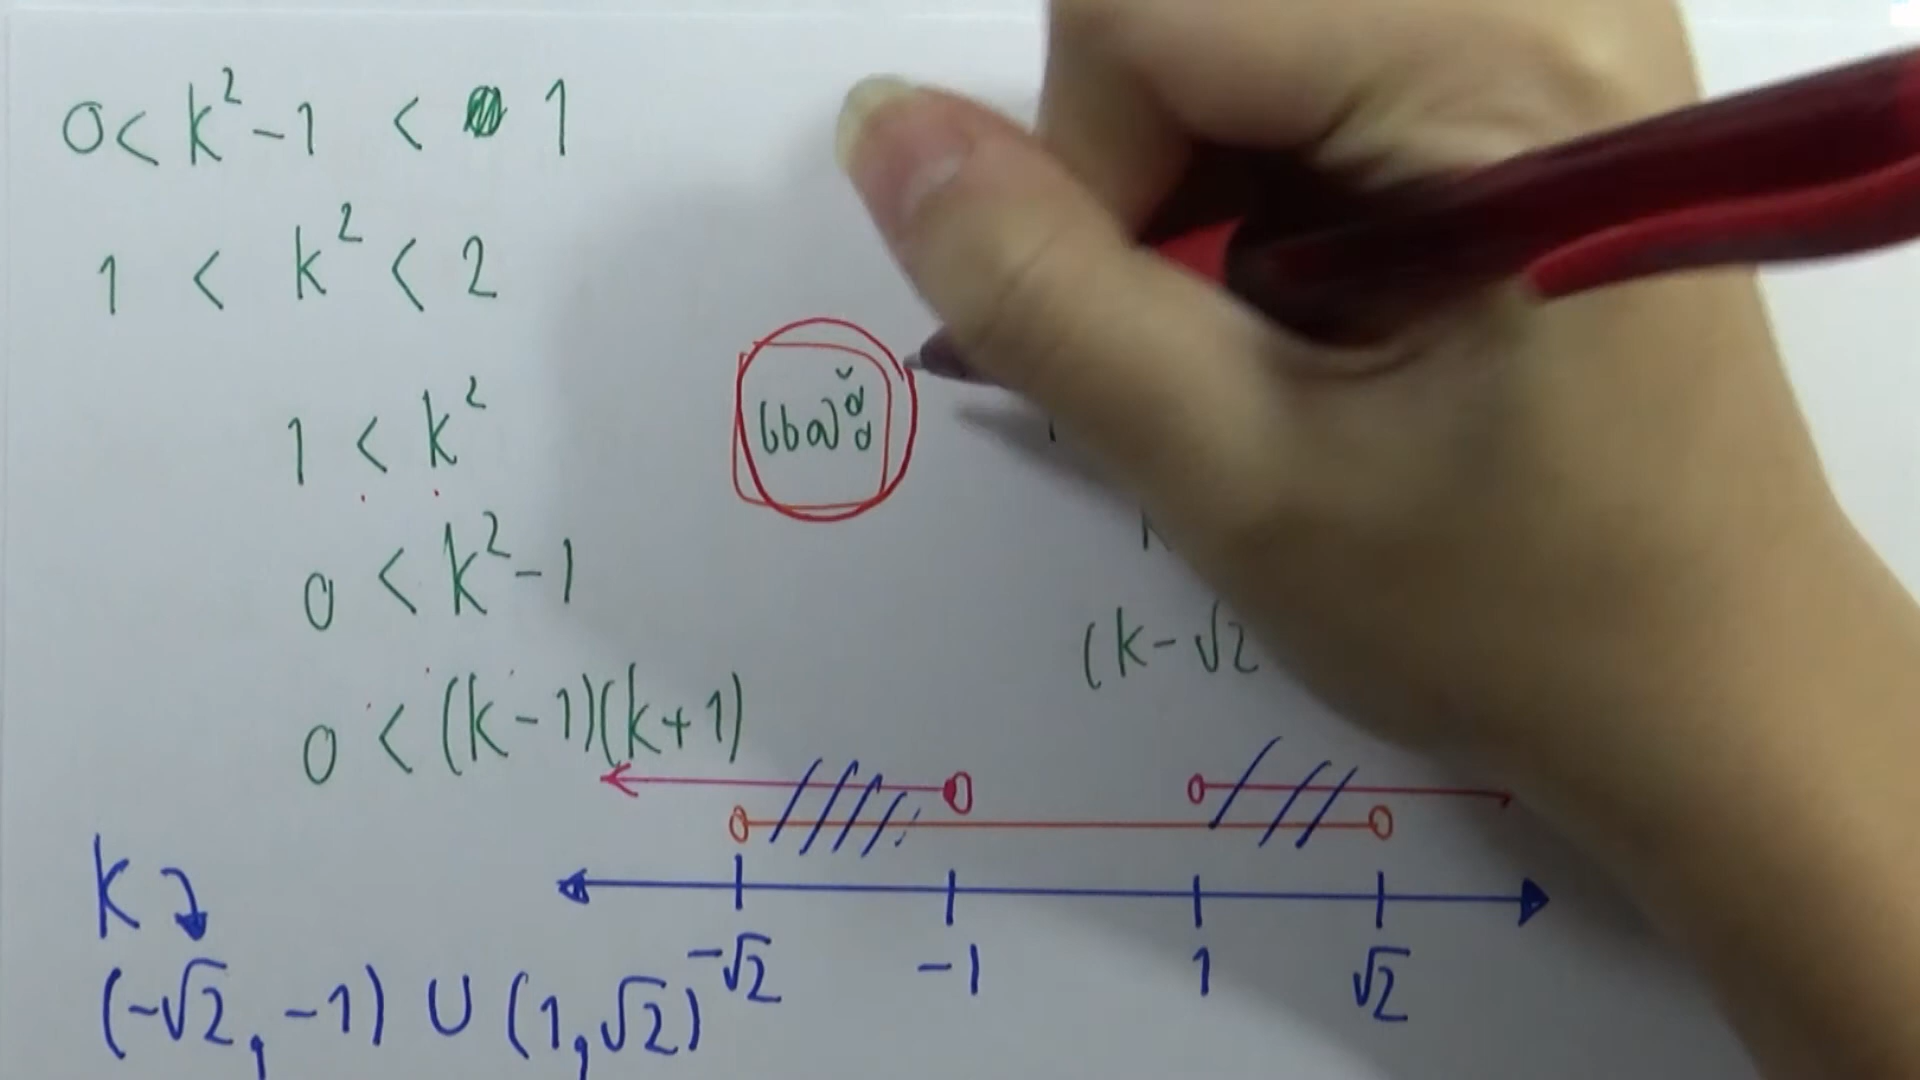 0 < k² - 1 < 1
1 < k² < 2
1 < k²
และ
0 < k² - 1
(k - √2
0 < (k - 1)(k + 1)
k
-√2 -1 1 √2
(-√2, -1) ∪ (1, √2)